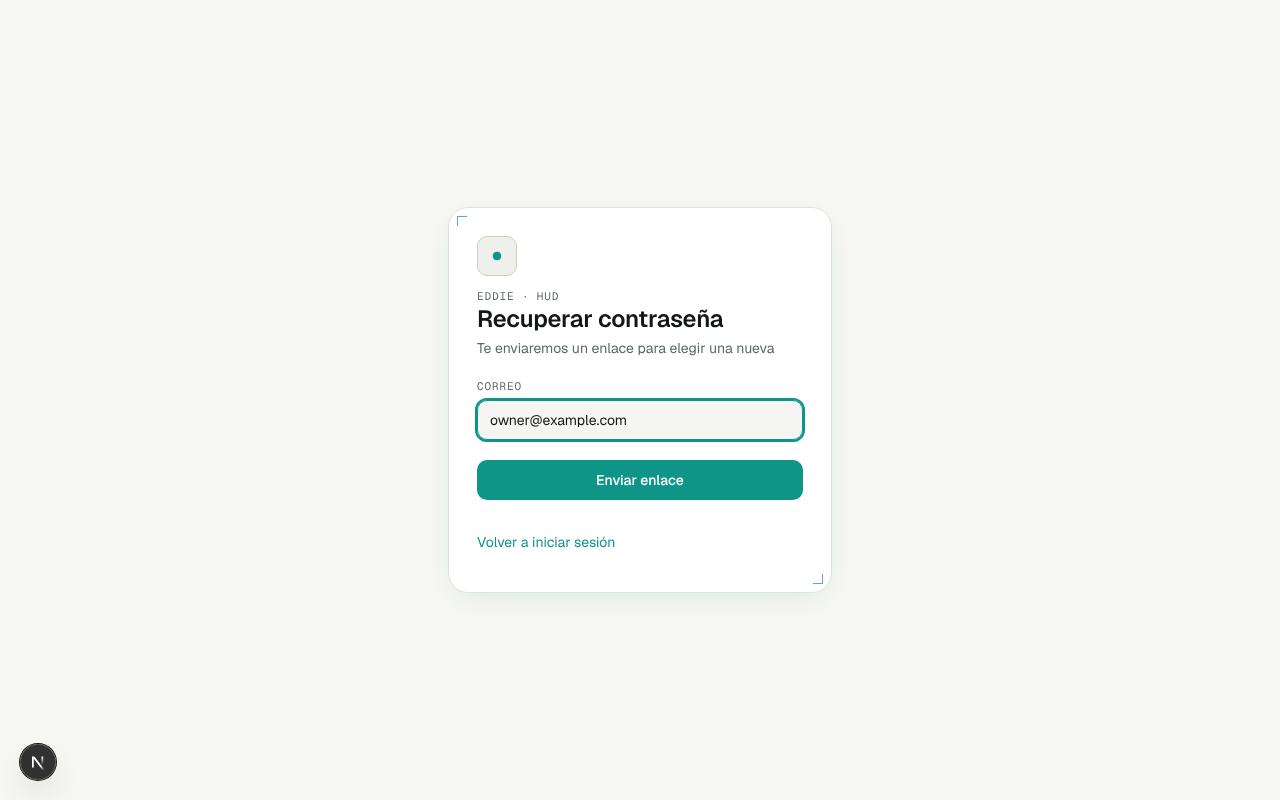 EDDIE · HUD
Recuperar contraseña
Te enviaremos un enlace para elegir una nueva
CORREO
owner@example.com
Enviar enlace
Volver a iniciar sesión
N